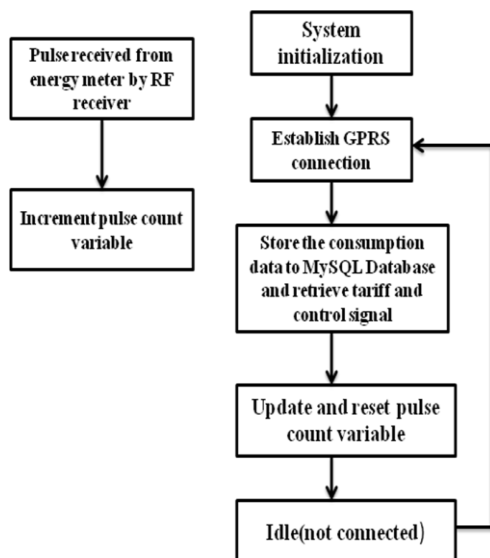 Pulse received from
energy meter by RF
receiver
Increment pulse count
variable
System
initialization
Establish GPRS
connection
Store the consumption
data to MySQL Database
and retrieve tariff and
control signal
Update and reset pulse
count variable
Idle(not connected)